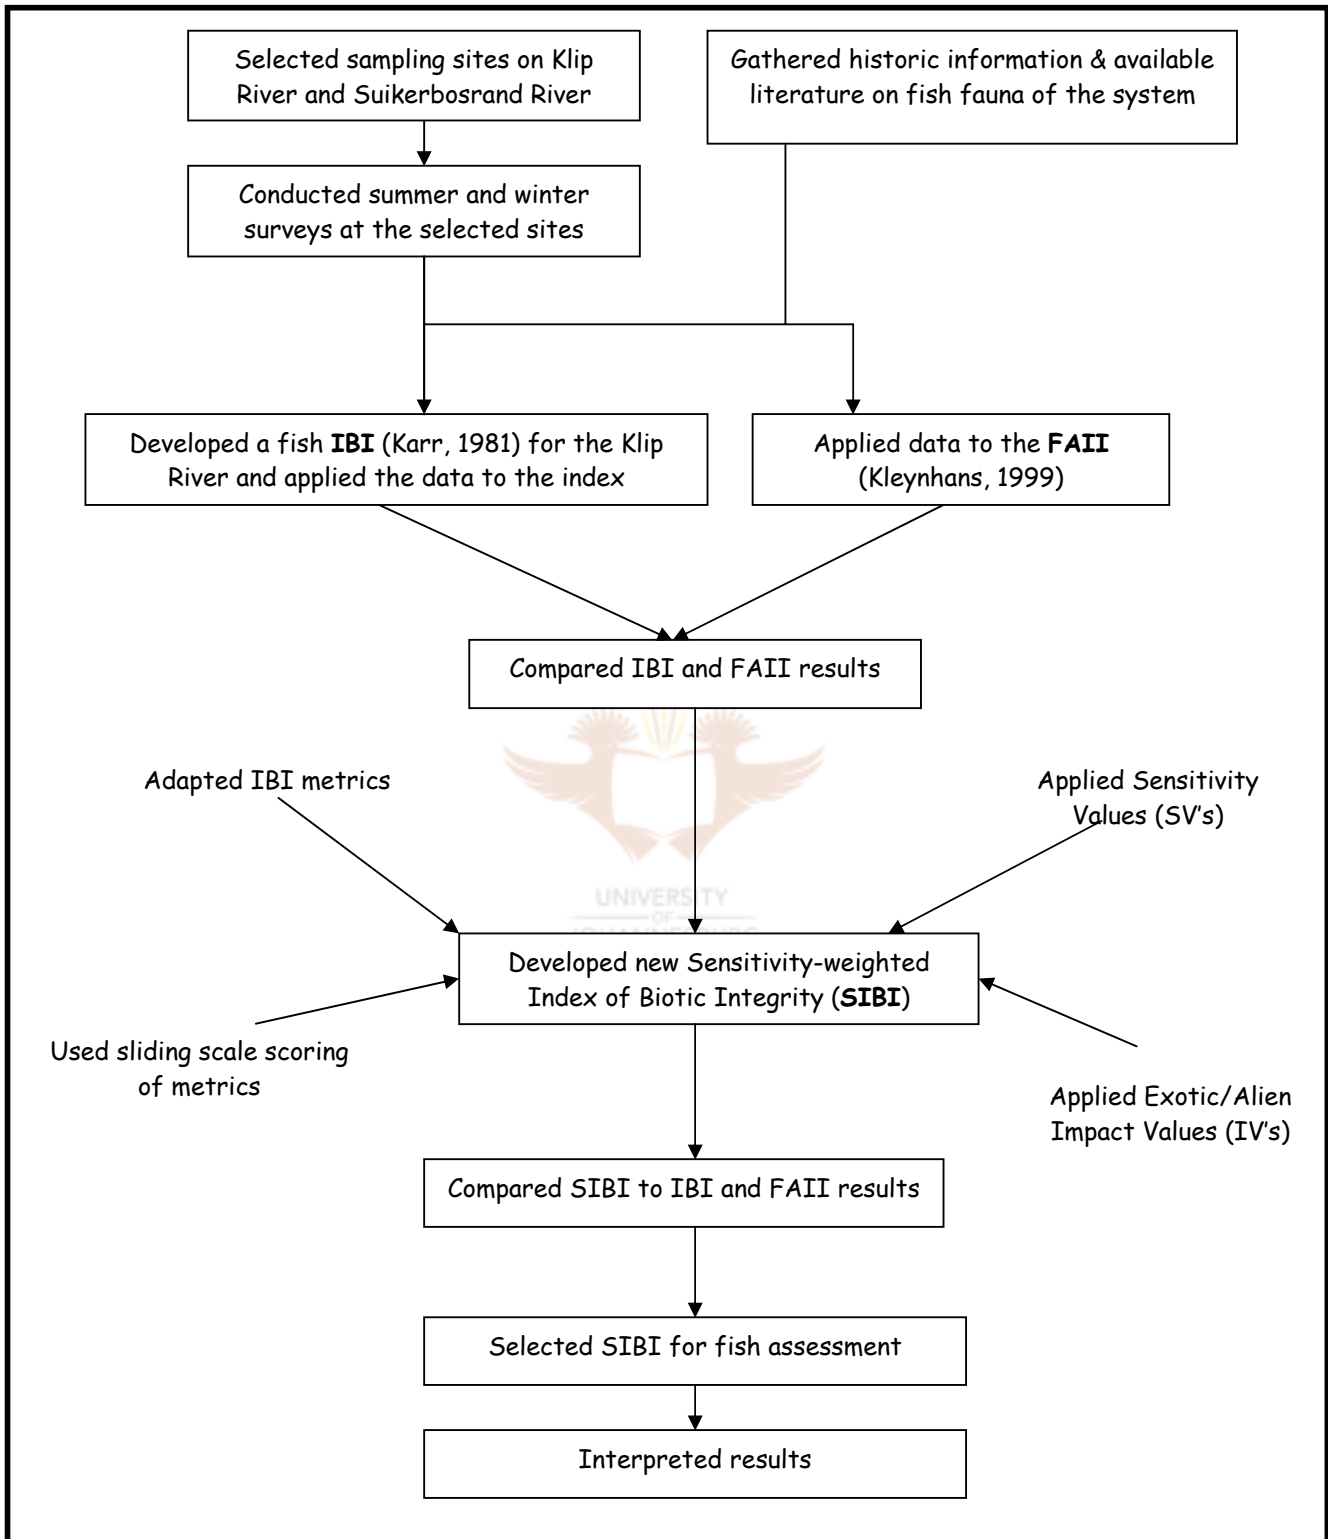 Selected sampling sites on Klip
River and Suikerbosrand River
Gathered historic information & available
literature on fish fauna of the system
Conducted summer and winter
surveys at the selected sites
Developed a fish IBI (Karr, 1981) for the Klip
River and applied the data to the index
Applied data to the FAII
(Kleynhans, 1999)
Compared IBI and FAII results
Adapted IBI metrics
Applied Sensitivity
Values (SV's)
UNIVERSITY
OF
JOHANNESBURG
Developed new Sensitivity-weighted
Index of Biotic Integrity (SIBI)
Used sliding scale scoring
of metrics
Applied Exotic/Alien
Impact Values (IV's)
Compared SIBI to IBI and FAII results
Selected SIBI for fish assessment
Interpreted results